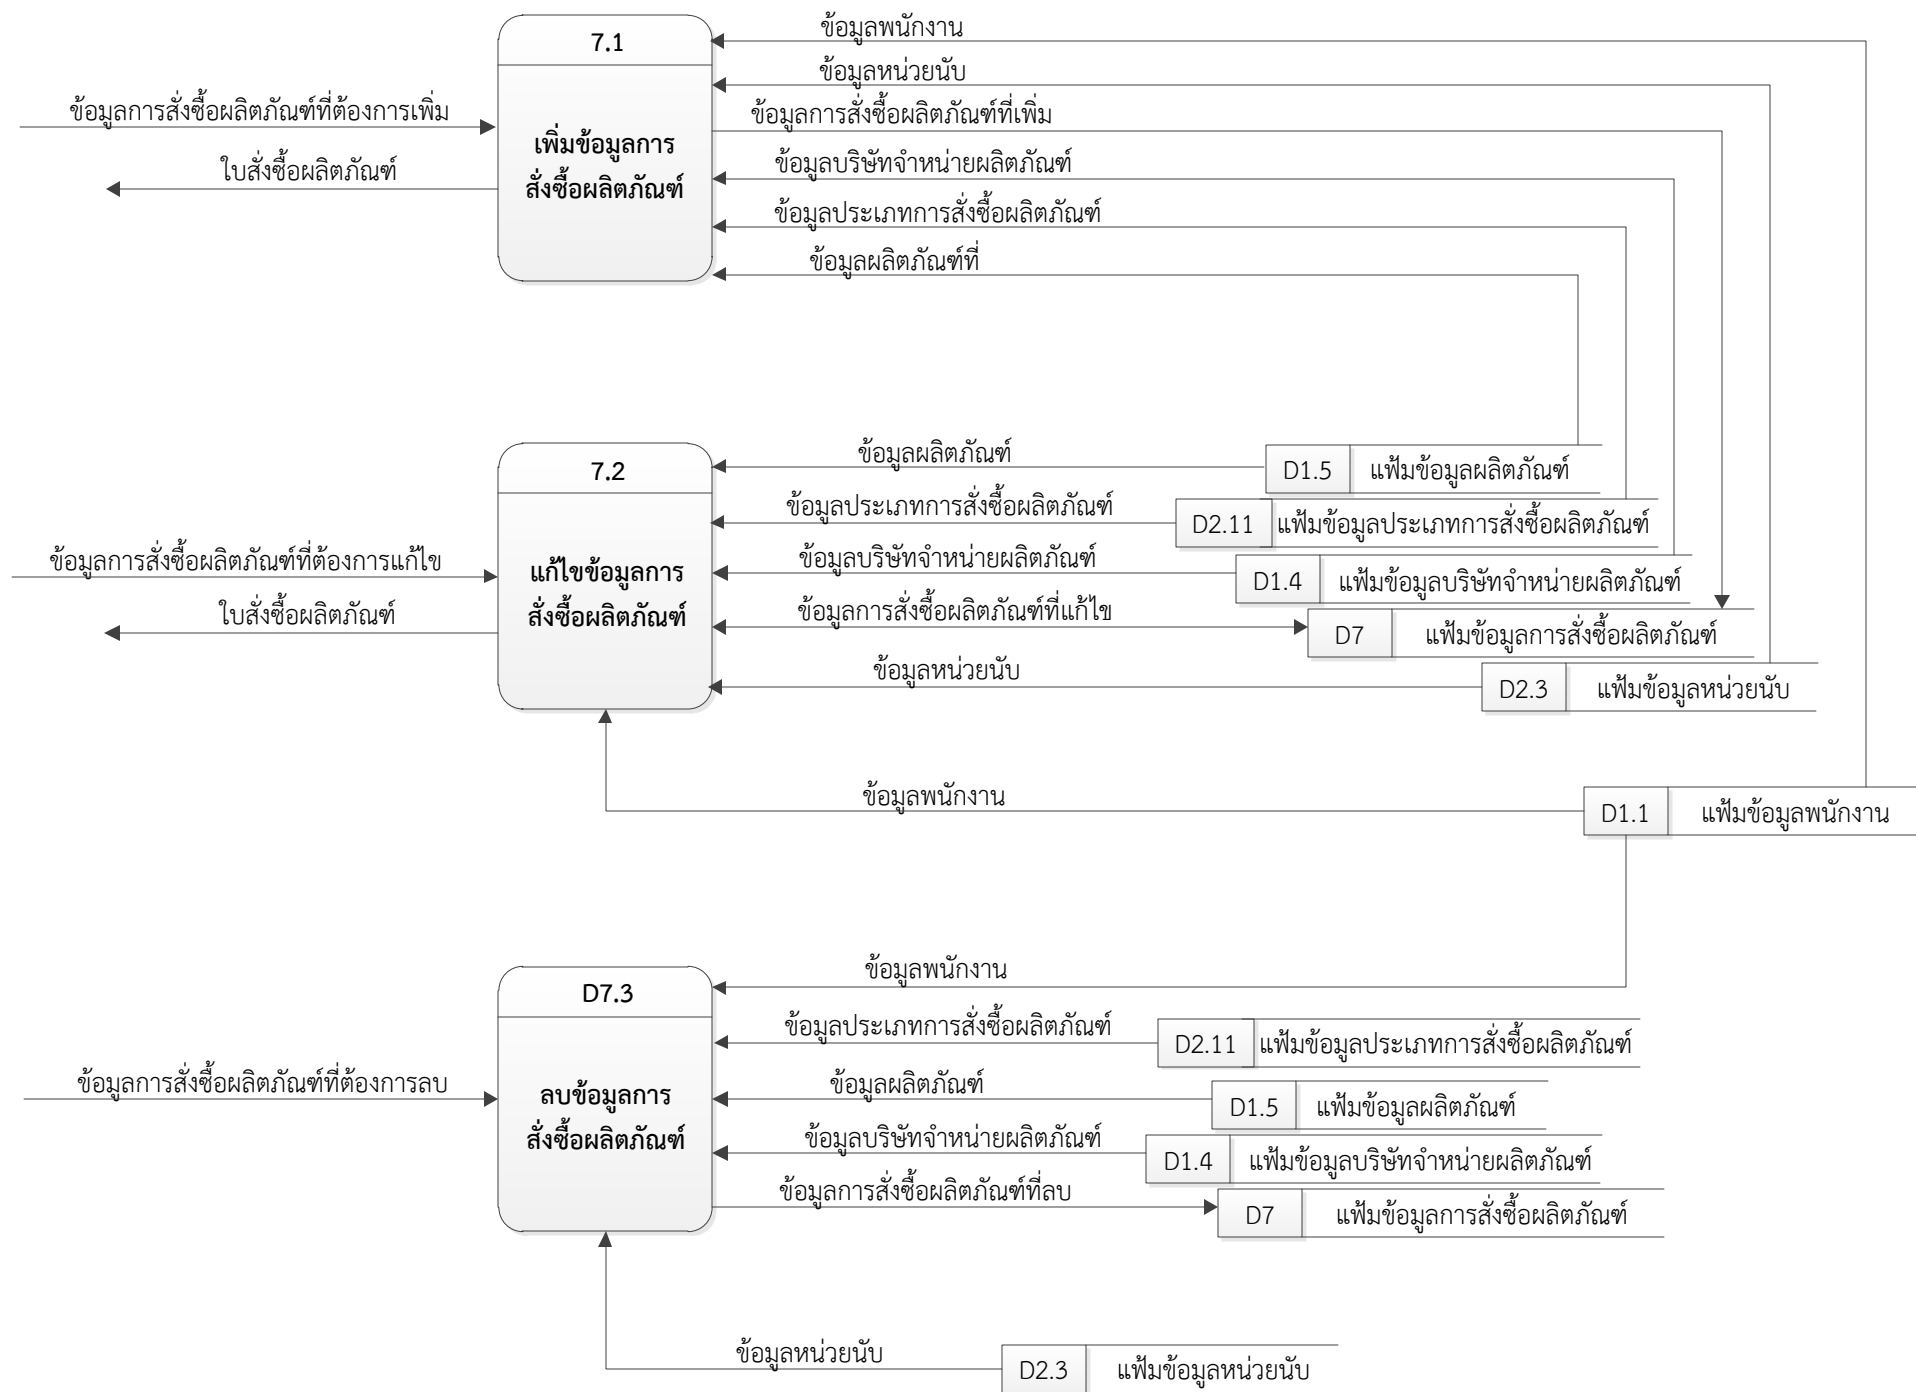 ข้อมูลพนักงาน
7.1
ข้อมูลหน่วยนับ
ข้อมูลการสั่งซื้อผลิตภัณฑ์ที่ต้องการเพิ่ม
ข้อมูลการสั่งซื้อผลิตภัณฑ์ที่เพิ่ม
เพิ่มข้อมูลการ
สั่งซื้อผลิตภัณฑ์
ข้อมูลบริษัทจำหน่ายผลิตภัณฑ์
ใบสั่งซื้อผลิตภัณฑ์
ข้อมูลประเภทการสั่งซื้อผลิตภัณฑ์
ข้อมูลผลิตภัณฑ์ที่
7.2
ข้อมูลผลิตภัณฑ์
D1.5 แฟ้มข้อมูลผลิตภัณฑ์
ข้อมูลประเภทการสั่งซื้อผลิตภัณฑ์
D2.11 แฟ้มข้อมูลประเภทการสั่งซื้อผลิตภัณฑ์
ข้อมูลการสั่งซื้อผลิตภัณฑ์ที่ต้องการแก้ไข
แก้ไขข้อมูลการ
สั่งซื้อผลิตภัณฑ์
ข้อมูลบริษัทจำหน่ายผลิตภัณฑ์
D1.4 แฟ้มข้อมูลบริษัทจำหน่ายผลิตภัณฑ์
ใบสั่งซื้อผลิตภัณฑ์
ข้อมูลการสั่งซื้อผลิตภัณฑ์ที่แก้ไข
D7 แฟ้มข้อมูลการสั่งซื้อผลิตภัณฑ์
ข้อมูลหน่วยนับ
D2.3 แฟ้มข้อมูลหน่วยนับ
ข้อมูลพนักงาน
D1.1 แฟ้มข้อมูลพนักงาน
ข้อมูลพนักงาน
D7.3
ข้อมูลประเภทการสั่งซื้อผลิตภัณฑ์
D2.11 แฟ้มข้อมูลประเภทการสั่งซื้อผลิตภัณฑ์
ข้อมูลการสั่งซื้อผลิตภัณฑ์ที่ต้องการลบ
ลบข้อมูลการ
สั่งซื้อผลิตภัณฑ์
ข้อมูลผลิตภัณฑ์
D1.5 แฟ้มข้อมูลผลิตภัณฑ์
ข้อมูลบริษัทจำหน่ายผลิตภัณฑ์
D1.4 แฟ้มข้อมูลบริษัทจำหน่ายผลิตภัณฑ์
ข้อมูลการสั่งซื้อผลิตภัณฑ์ที่ลบ
D7 แฟ้มข้อมูลการสั่งซื้อผลิตภัณฑ์
ข้อมูลหน่วยนับ
D2.3 แฟ้มข้อมูลหน่วยนับ